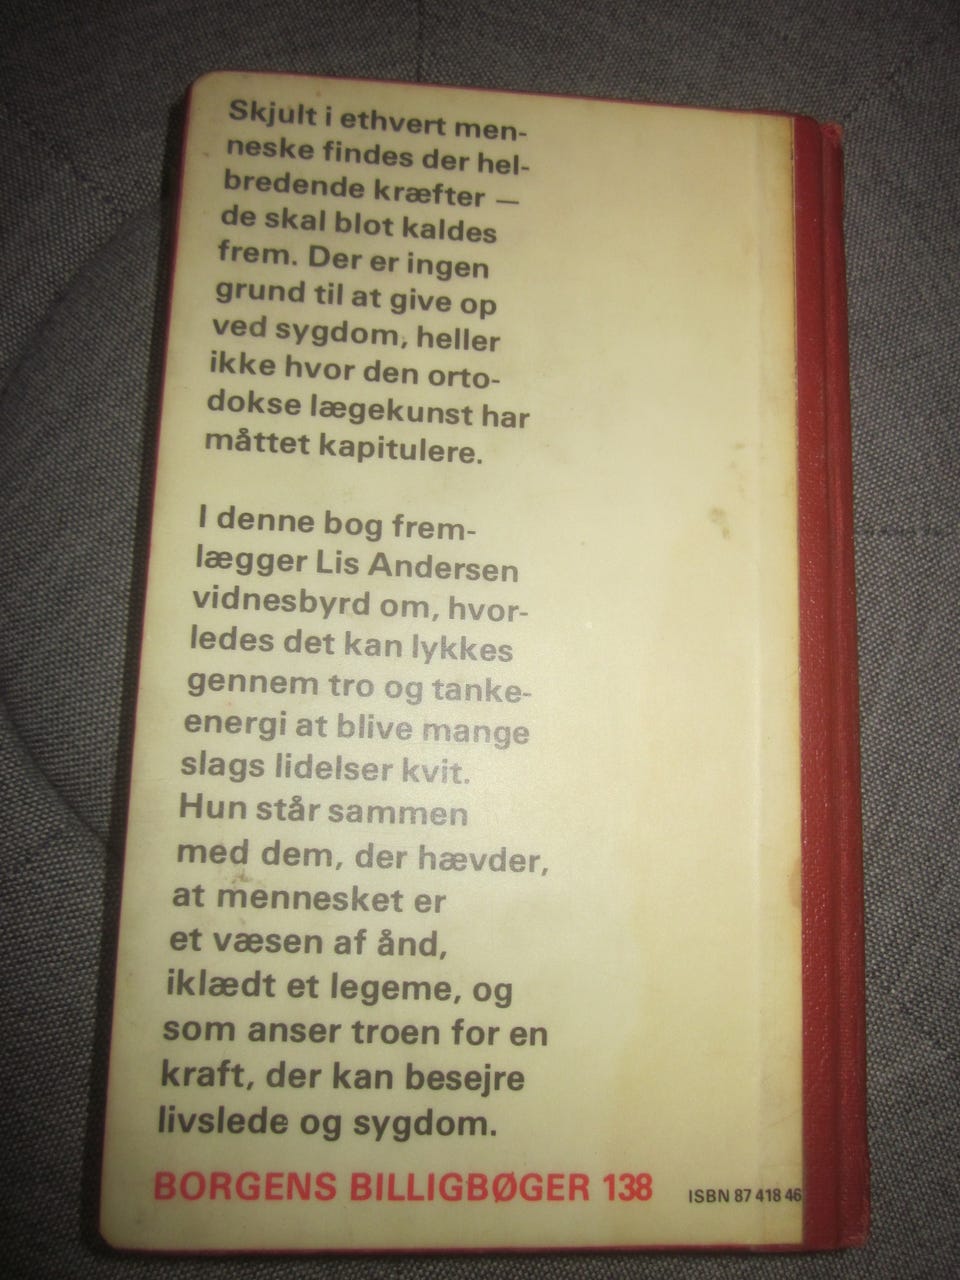 Skjult i ethvert men-
neske findes der hel-
bredende kræfter —
de skal blot kaldes
frem. Der er ingen
grund til at give op
ved sygdom, heller
ikke hvor den orto-
dokse lægekunst har
måttet kapitulere.
I denne bog frem-
lægger Lis Andersen
vidnesbyrd om, hvor-
ledes det kan lykkes
gennem tro og tanke-
energi at blive mange
slags lidelser kvit.
Hun står sammen
med dem, der hævder,
at mennesket er
et væsen af ånd,
iklædt et legeme, og
som anser troen for en
kraft, der kan besejre
livslede og sygdom.
BORGENS BILLIGBØGER 138
ISBN 87 418 46